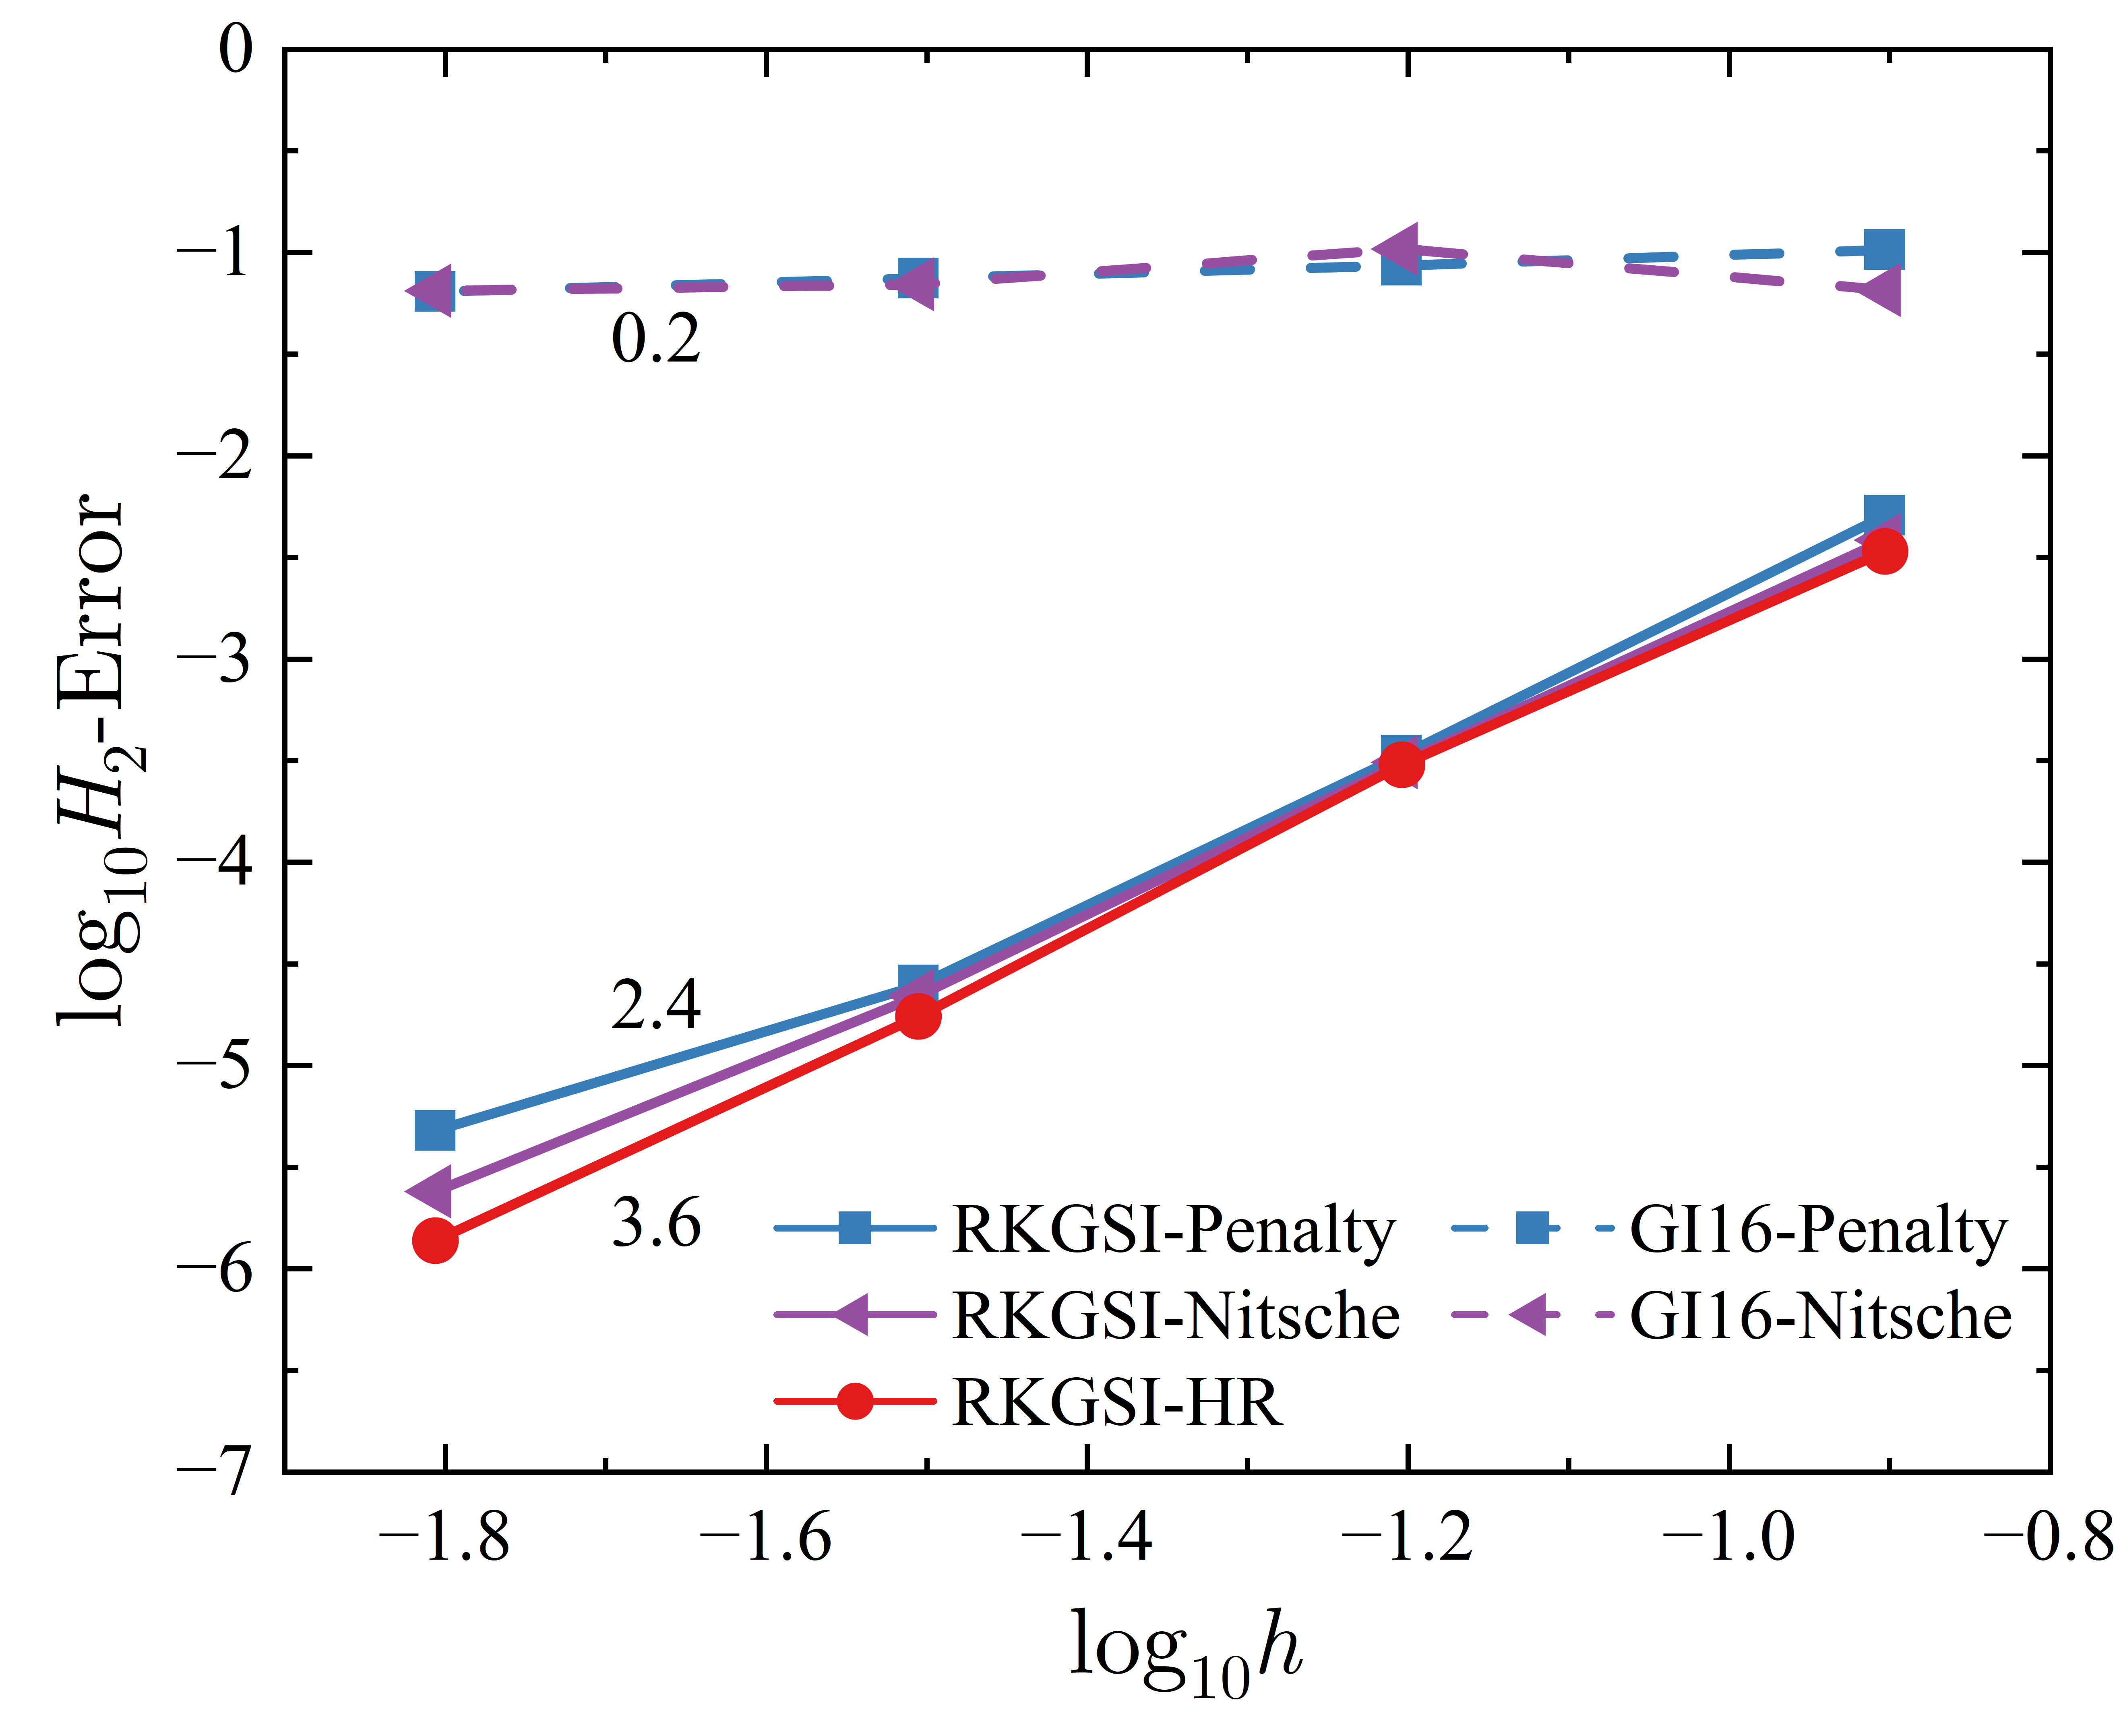 0
−1
−2
−3
−4
−5
−6
−7
log₁₀H₂-Error
0.2
2.4
3.6
RKGSI-Penalty
GI16-Penalty
RKGSI-Nitsche
GI16-Nitsche
RKGSI-HR
−1.8 −1.6 −1.4 −1.2 −1.0 −0.8
log₁₀h